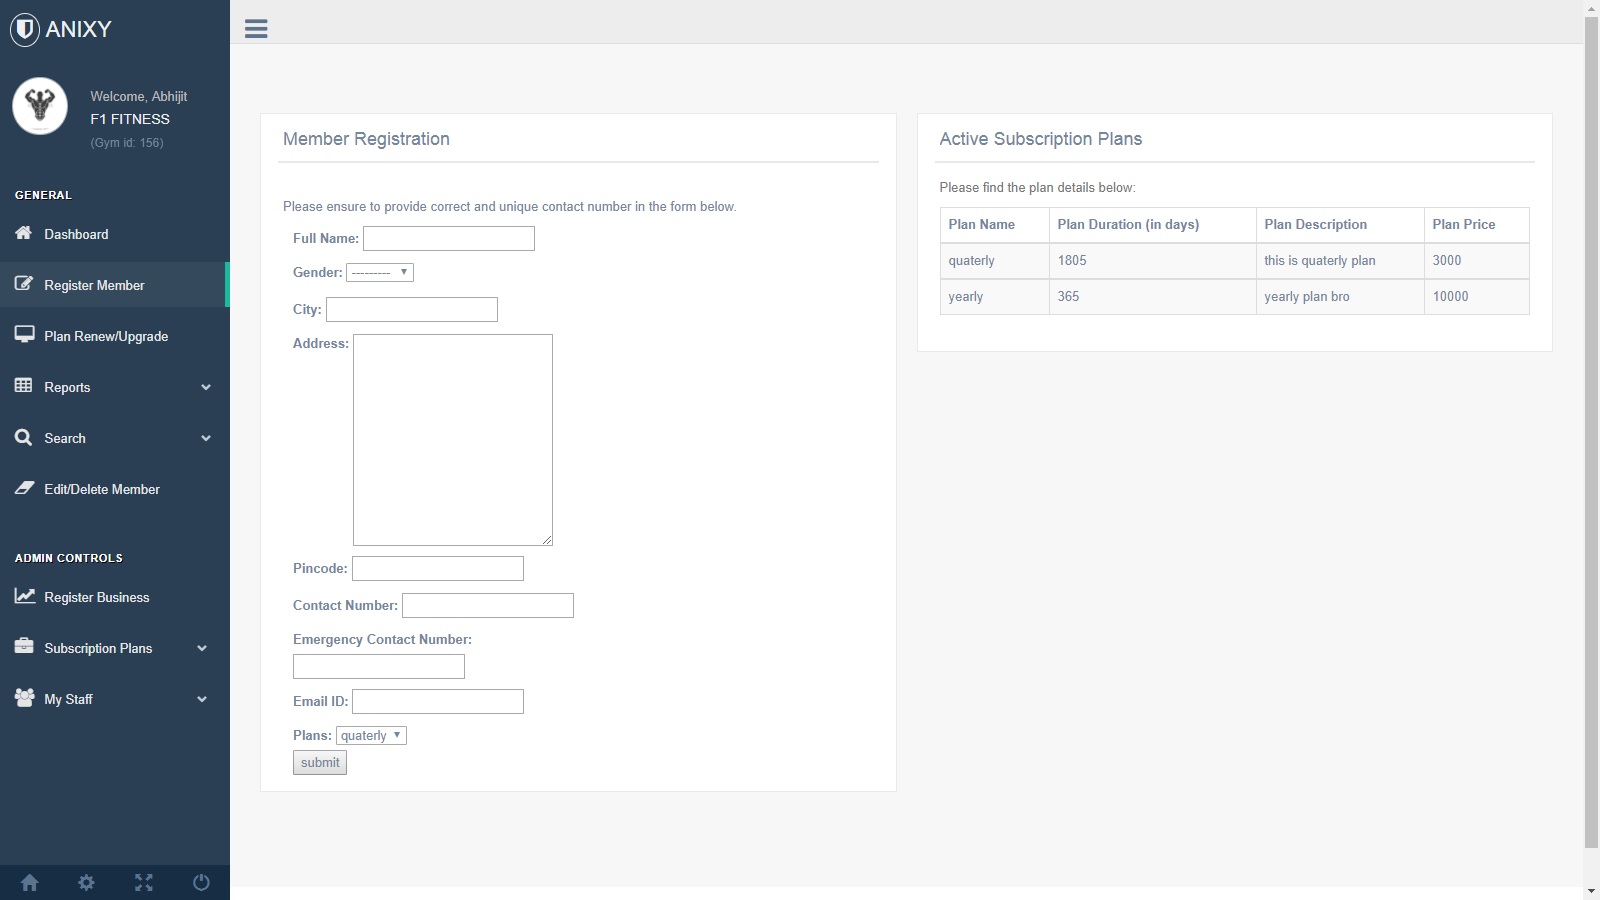 ANIXY
Welcome, Abhijit
F1 FITNESS
(Gym id: 156)
GENERAL
Dashboard
Register Member
Plan Renew/Upgrade
Reports
Search
Edit/Delete Member
ADMIN CONTROLS
Register Business
Subscription Plans
My Staff
Member Registration
Please ensure to provide correct and unique contact number in the form below.
Full Name:
Gender: ---------
City:
Address:
Pincode:
Contact Number:
Emergency Contact Number:
Email ID:
Plans: quaterly
submit
Active Subscription Plans
Please find the plan details below:
Plan Name Plan Duration (in days) Plan Description Plan Price
quaterly 1805 this is quaterly plan 3000
yearly 365 yearly plan bro 10000